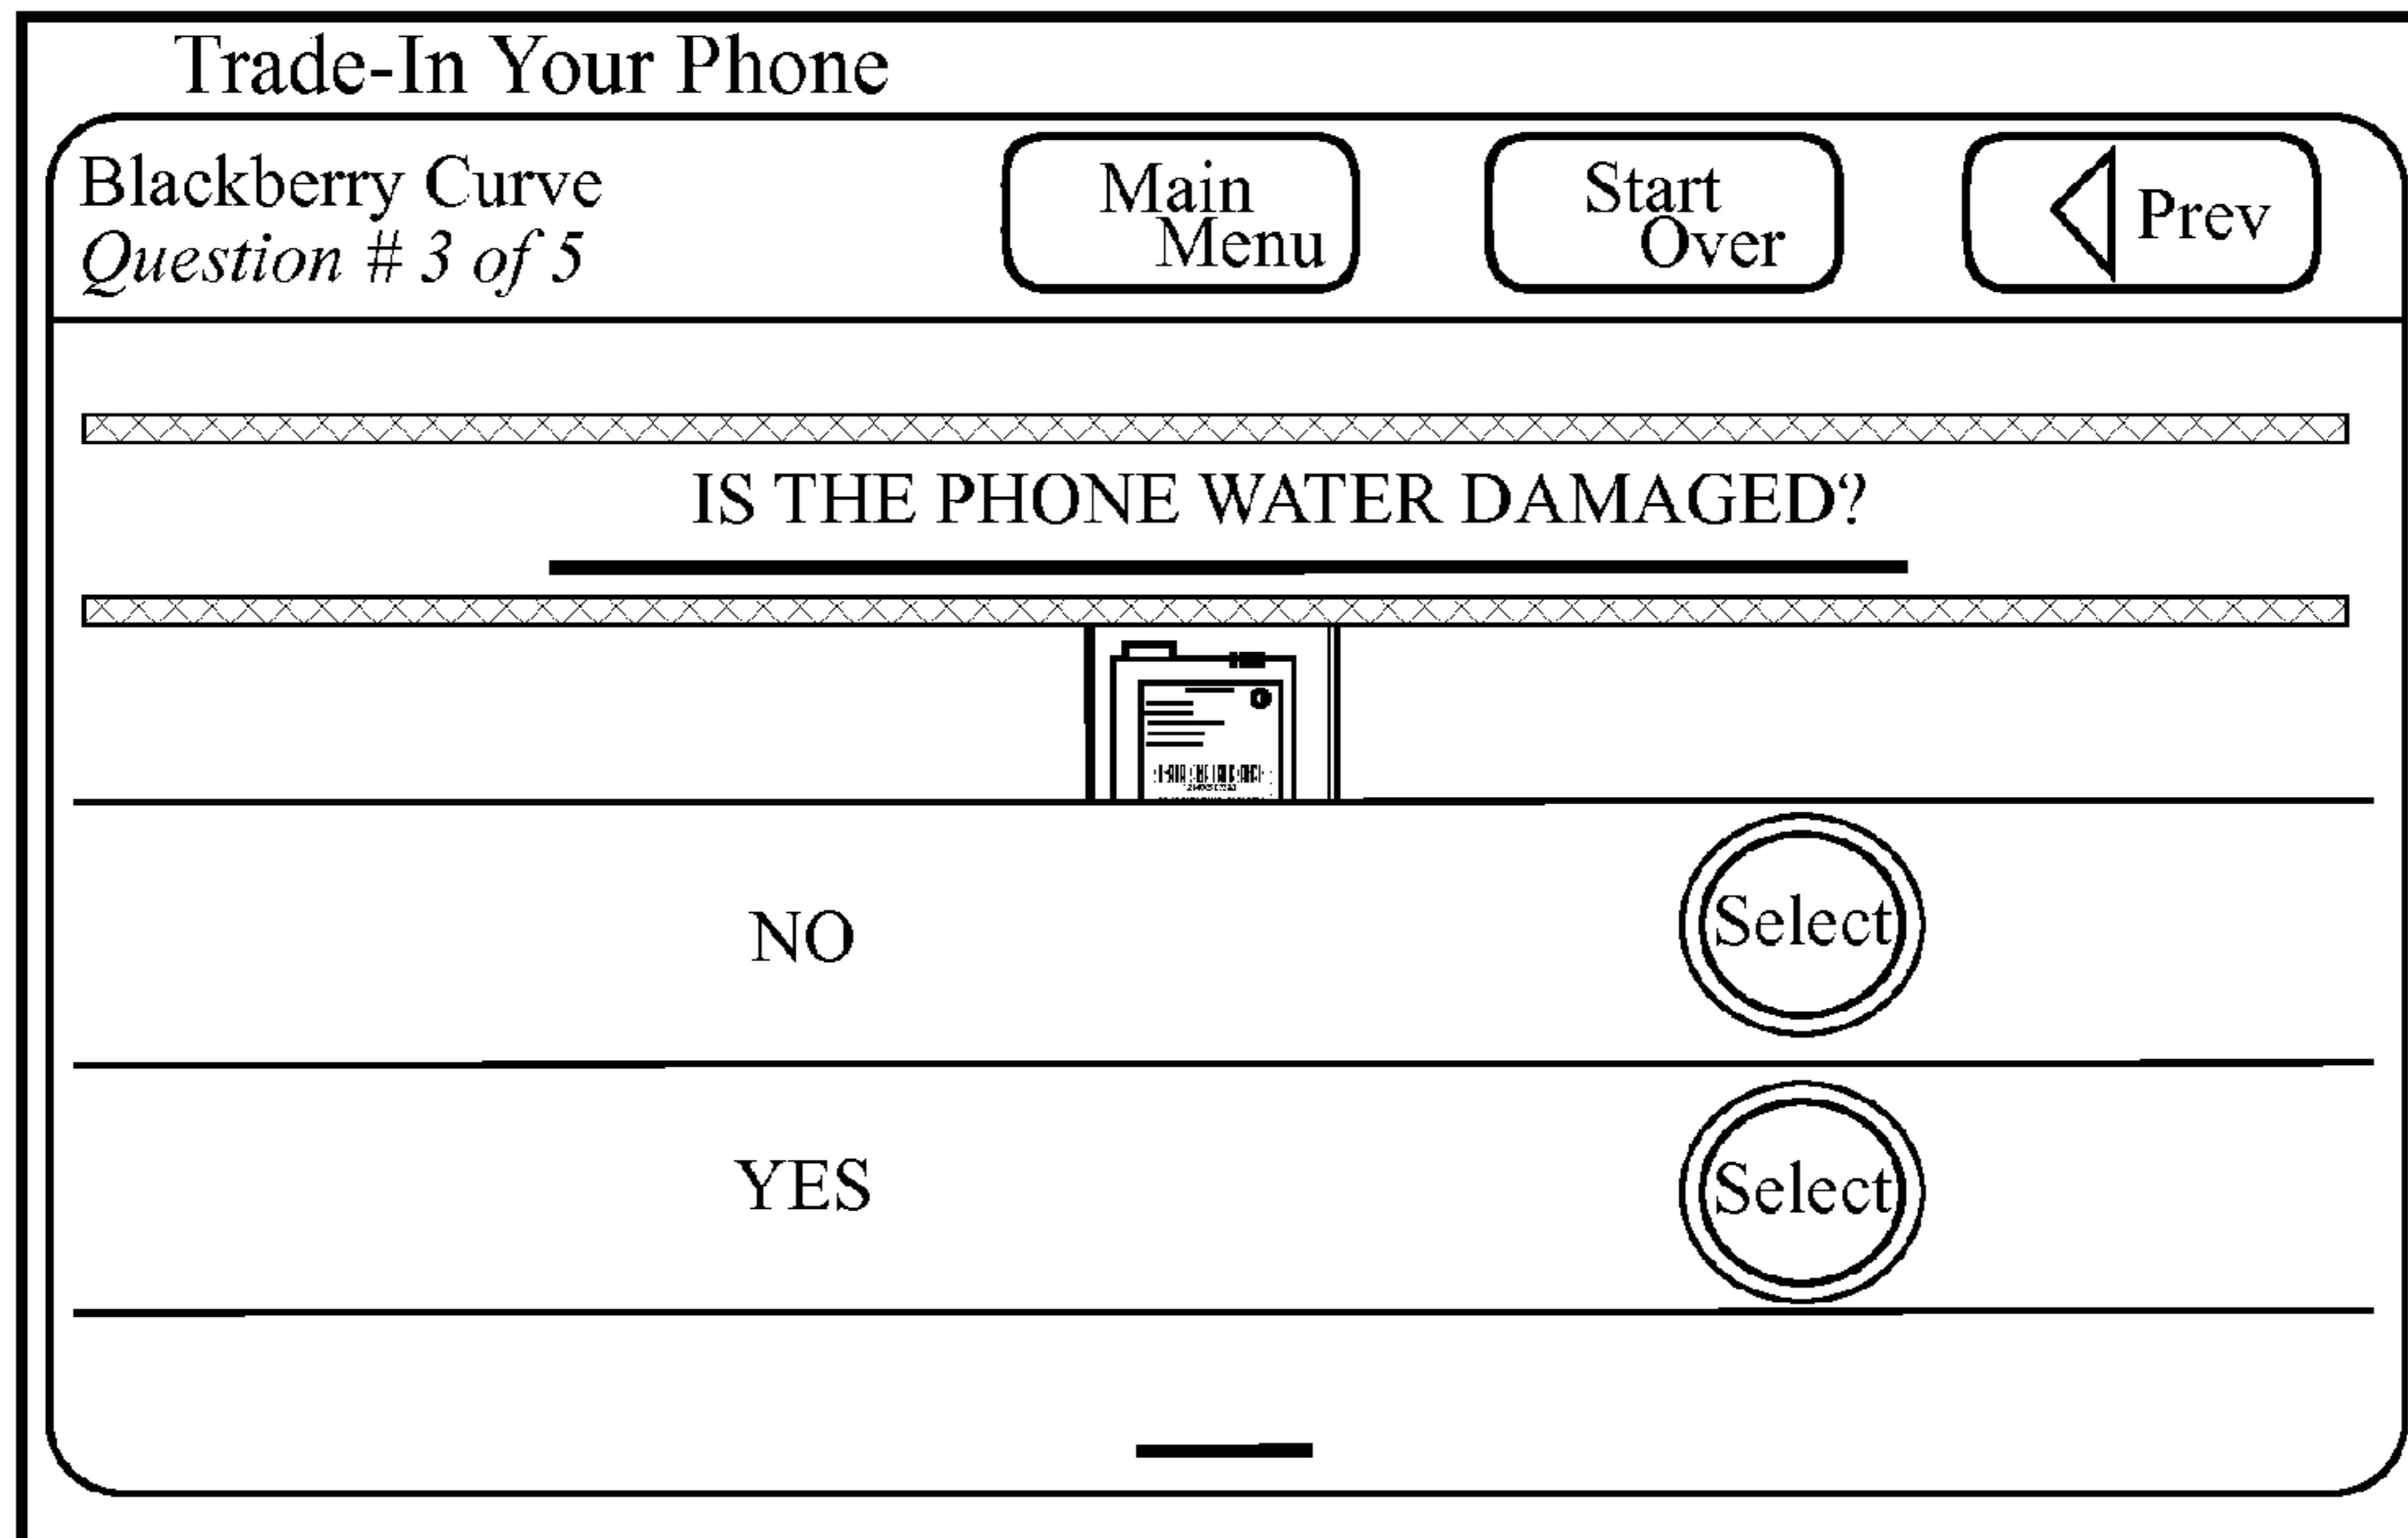 Trade-In Your Phone
Blackberry Curve
Question # 3 of 5
Main
Menu
Start
Over
Prev
IS THE PHONE WATER DAMAGED?
NO
Select
YES
Select